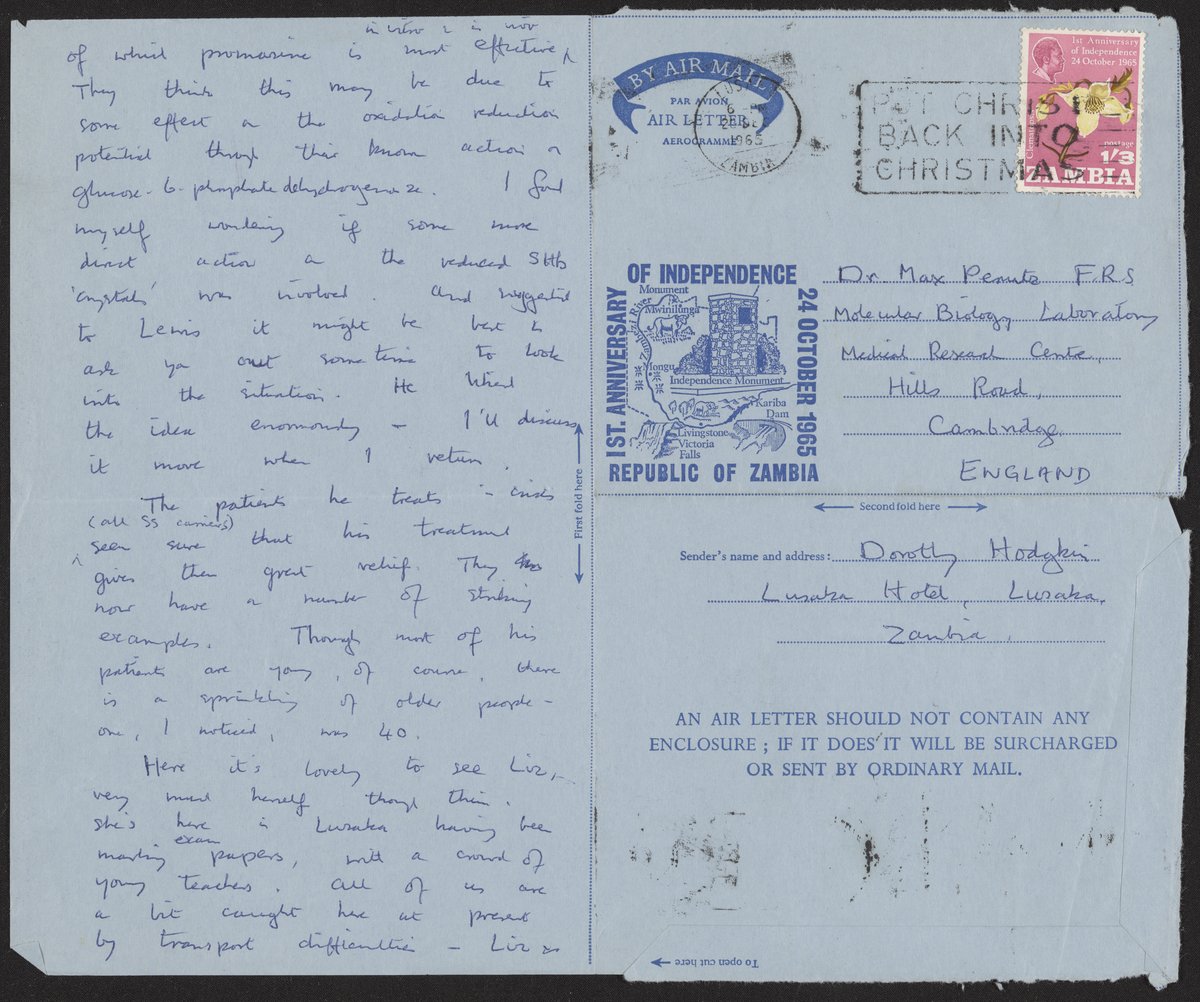 in vitro & in vivo
of which promazine is most effective
They think this may be due to
some effect on the oxidation reduction
potential through their known action on
glucose-6-phosphate dehydrogenase. I found
myself wondering if some more
direct action on the reduced SHb
'crystals' was involved. And suggested
to Lewis it might be best to
ask you sometime to look
into the situation. He liked
the idea enormously - I'll discuss
it more when I return.
The patients he treats in crisis
(all SS carriers)
seem sure that his treatment
gives them great relief. They
now have a number of striking
examples. Though most of his
patients are young, of course, there
is a sprinkling of older people -
one, I noticed, was 40.
Here it's lovely to see Liz,
very much herself though thin.
She's here in Lusaka having been
exam
marking papers, with a crowd of
young teachers. All of us are
a bit caught here at present
by transport difficulties - Liz
First fold here
BY AIR MAIL
PAR AVION
AIR LETTER
AEROGRAMME
1965
ZAMBIA
PUT CHRIST
BACK INTO
CHRISTMAS
1st Anniversary
of Independence
24 October 1965
postage
1'3
ZAMBIA
1ST. ANNIVERSARY
OF INDEPENDENCE
24 OCTOBER 1965
REPUBLIC OF ZAMBIA
Monument
Mwinilunga
Zambezi River
Mongu
Independence Monument
Kariba
Dam
Livingstone
Victoria
Falls
Dr. Max Perutz F.R.S
Molecular Biology Laboratory
Medical Research Centre,
Hills Road,
Cambridge
ENGLAND
Second fold here
Sender's name and address: Dorothy Hodgkin
Lusaka Hotel, Lusaka,
Zambia.
AN AIR LETTER SHOULD NOT CONTAIN ANY
ENCLOSURE; IF IT DOES IT WILL BE SURCHARGED
OR SENT BY ORDINARY MAIL.
To open cut here